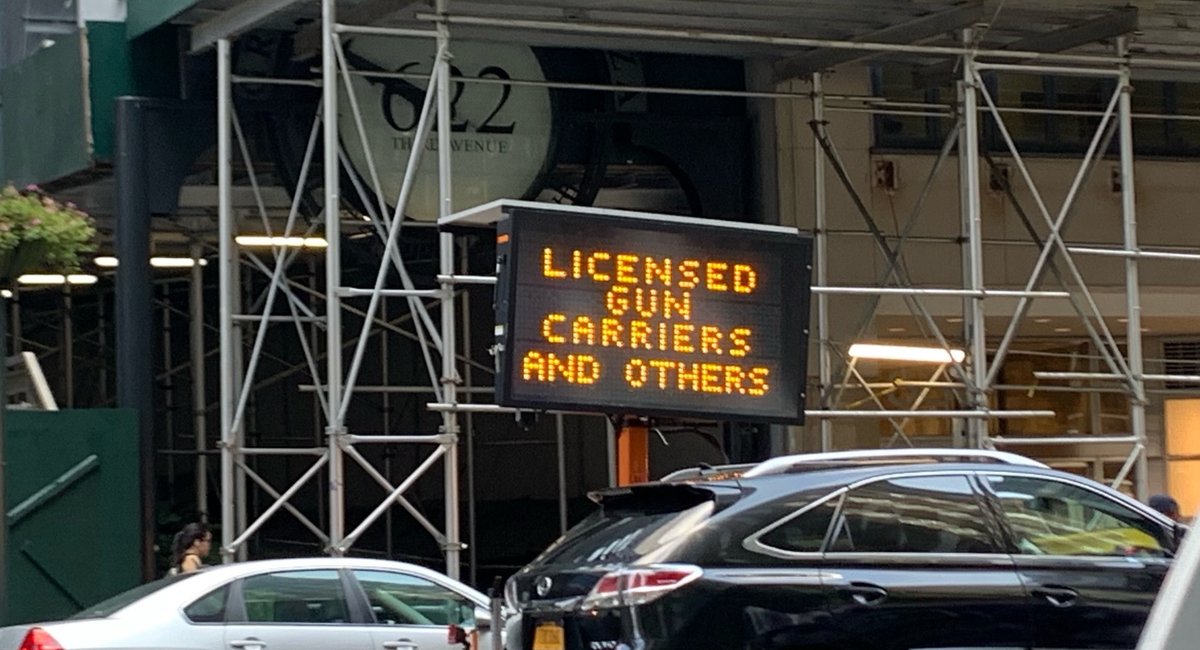 622
THIRD AVENUE
LICENSED
GUN
CARRIERS
AND OTHERS